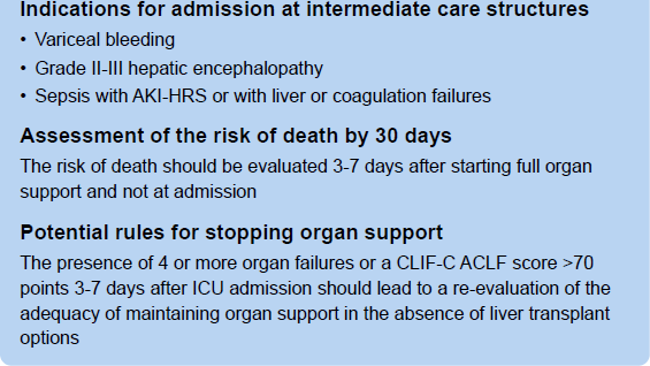 Indications for admission at intermediate care structures
• Variceal bleeding
• Grade II-III hepatic encephalopathy
• Sepsis with AKI-HRS or with liver or coagulation failures
Assessment of the risk of death by 30 days
The risk of death should be evaluated 3-7 days after starting full organ
support and not at admission
Potential rules for stopping organ support
The presence of 4 or more organ failures or a CLIF-C ACLF score >70
points 3-7 days after ICU admission should lead to a re-evaluation of the
adequacy of maintaining organ support in the absence of liver transplant
options